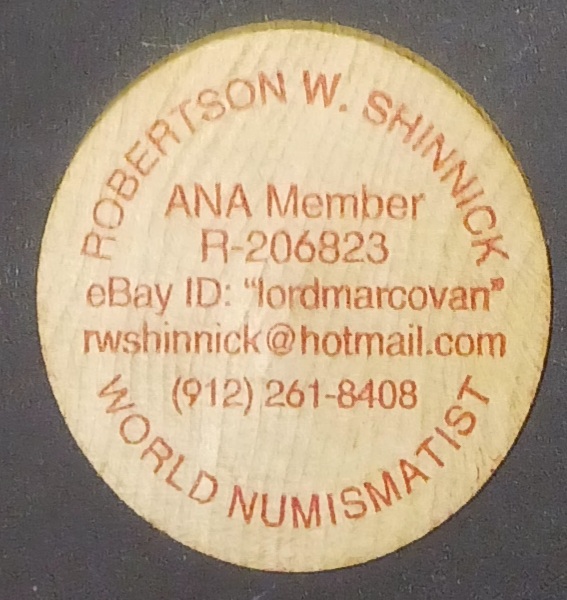 ROBERTSON W. SHINNICK
ANA Member
R-206823
eBay ID: "lordmarcovan"
rwshinnick@hotmail.com
(912) 261-8408
WORLD NUMISMATIST